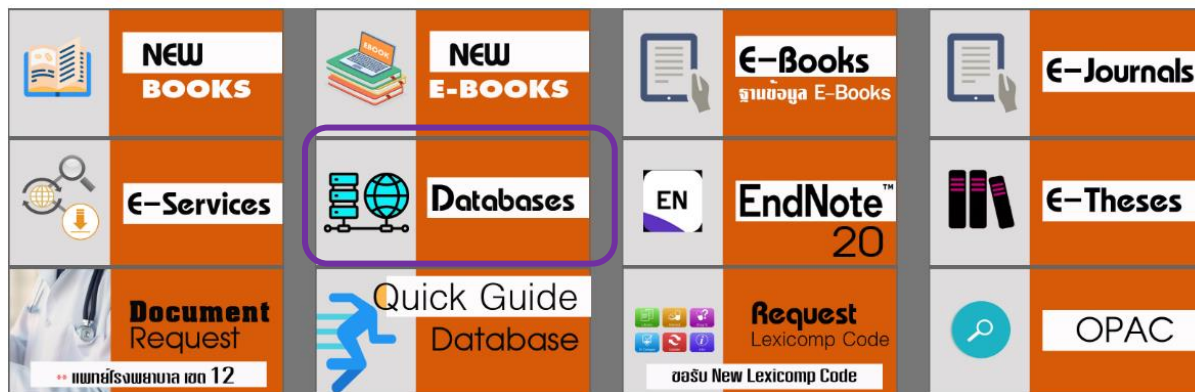 NEW
BOOKS
EBOOK
NEW
E-BOOKS
E-Books
ฐานข้อมูล E-Books
E-Journals
E-Services
Databases
EN
EndNote™
20
E-Theses
Document
Request
** แพทย์โรงพยาบาล เขต 12
Quick Guide
Database
Request
Lexicomp Code
ขอรับ New Lexicomp Code
OPAC